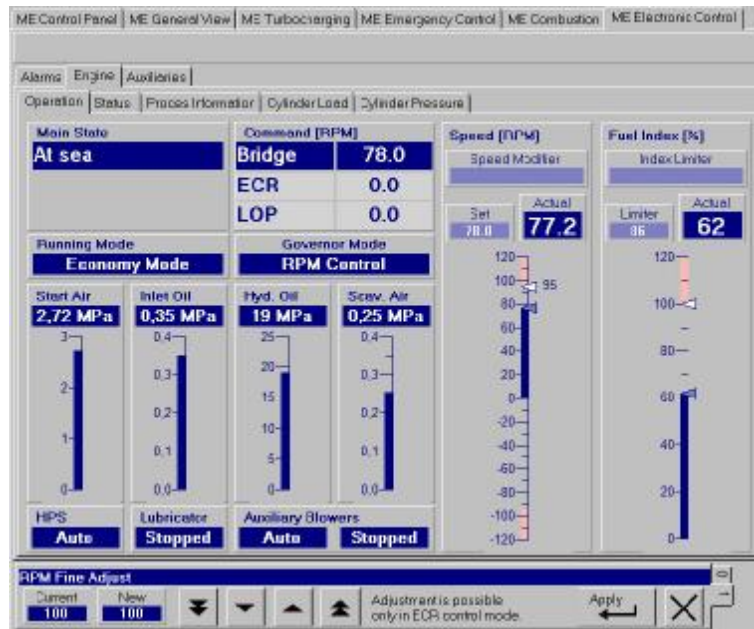 ME Control Panel ME General View ME Turbocharging ME Emergency Control ME Combustion ME Electronic Control
Alarms Engine Auxiliaries
Operation Status Proces Information Cylinder Load Cylinder Pressure
Main State
At sea
Command [RPM]
Bridge 78.0
ECR 0.0
LOP 0.0
Running Mode
Economy Mode
Governor Mode
RPM Control
Start Air
2,72 MPa
3
2
1
0
Inlet Oil
0,35 MPa
0,4
0,3
0,2
0,1
0,0
Hyd. Oil
19 MPa
25
20
15
10
5
0
Scav. Air
0,25 MPa
0,4
0,3
0,2
0,1
0,0
HPS
Auto
Lubricator
Stopped
Auxiliary Blowers
Auto Stopped
Speed [RPM]
Speed Modifier
Set
78.0
Actual
77.2
120
100
95
80
60
40
20
0
-20
-40
-60
-80
-100
-120
Fuel Index [%]
Index Limiter
Limiter
86
Actual
62
120
100
80
60
40
20
0
RPM Fine Adjust
Current
100
New
100
Adjustment is possible
only in ECR control mode.
Apply